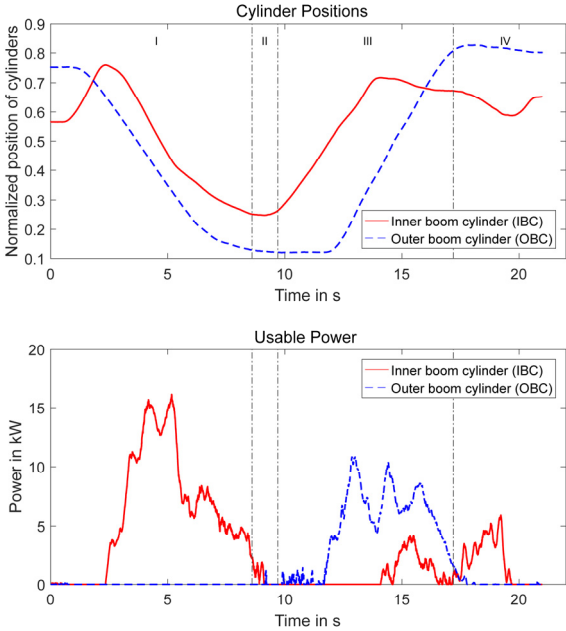 Cylinder Positions
Normalized position of cylinders
0.9
0.8
0.7
0.6
0.5
0.4
0.3
0.2
0.1
I
II
III
IV
Inner boom cylinder (IBC)
Outer boom cylinder (OBC)
0 5 10 15 20
Time in s
Usable Power
Power in kW
20
15
10
5
0
Inner boom cylinder (IBC)
Outer boom cylinder (OBC)
0 5 10 15 20
Time in s